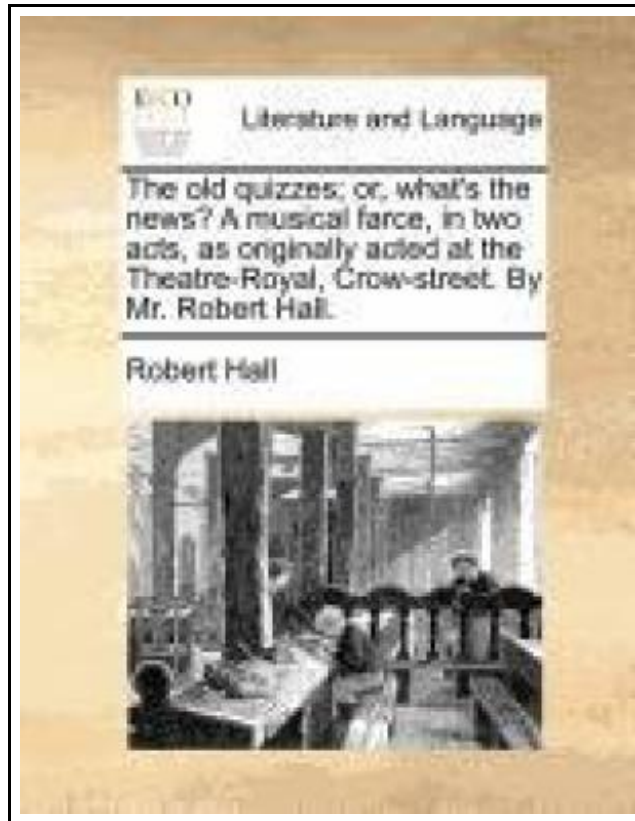 ECCO
Literature and Language
The old quizzes; or, what's the
news? A musical farce, in two
acts, as originally acted at the
Theatre-Royal, Crow-street. By
Mr. Robert Hall.
Robert Hall